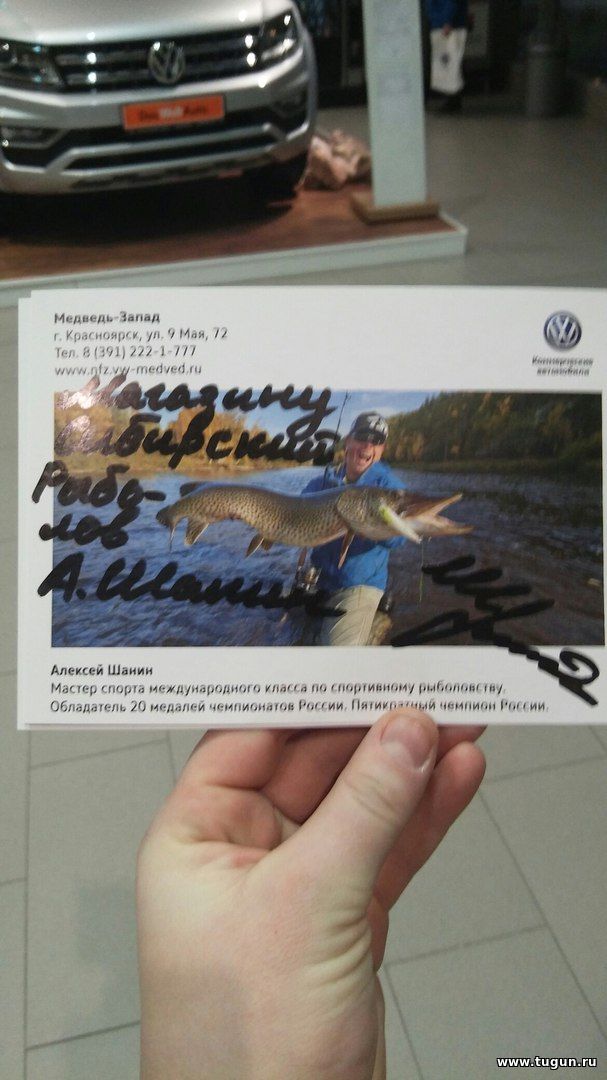 Das WeltAuto
Медведь-Запад
г. Красноярск, ул. 9 Мая, 72
Тел. 8 (391) 222-1-777
www.nfz.vw-medved.ru
Коммерческие
автомобили
Магазину
Сибирский
Рыбо-
лов
А. Шанин
Алексей Шанин
Мастер спорта международного класса по спортивному рыболовству.
Обладатель 20 медалей чемпионатов России. Пятикратный чемпион России.
www.tugun.ru